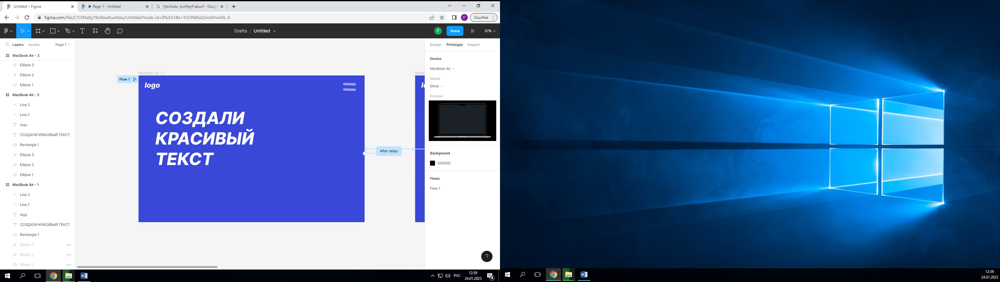 Untitled – Figma
▶ Page 1 - Untitled
fybvfwbz ,truhfeylf abuvf - Googl
figma.com/file/CYJ3Nqfg19nI8sw8uaXdsx/Untitled?node-id=0%3A1&t=Y5ON06sQrmXHvmRL-0
F
Ошибка
Drafts / Untitled
F
Share
57%
Layers
Assets
Page 1
MacBook Air - 3
Ellipse 3
Ellipse 2
Ellipse 1
MacBook Air - 2
Line 2
Line 1
logo
СОЗДАЛИ КРАСИВЫЙ ТЕКСТ
Rectangle 1
Ellipse 3
Ellipse 2
Ellipse 1
MacBook Air - 1
Line 2
Line 1
logo
СОЗДАЛИ КРАСИВЫЙ ТЕКСТ
Rectangle 1
Ellipse 3
Ellipse 2
Ellipse 1
MacBook Air - 1
Flow 1
logo
СОЗДАЛИ
КРАСИВЫЙ
ТЕКСТ
After delay
Design
Prototype
Inspect
Device
MacBook Air
Model
Silver
Preview
Background
000000
Flows
Flow 1
?
РУС
12:39
24.01.2023
4
12:39
24.01.2023